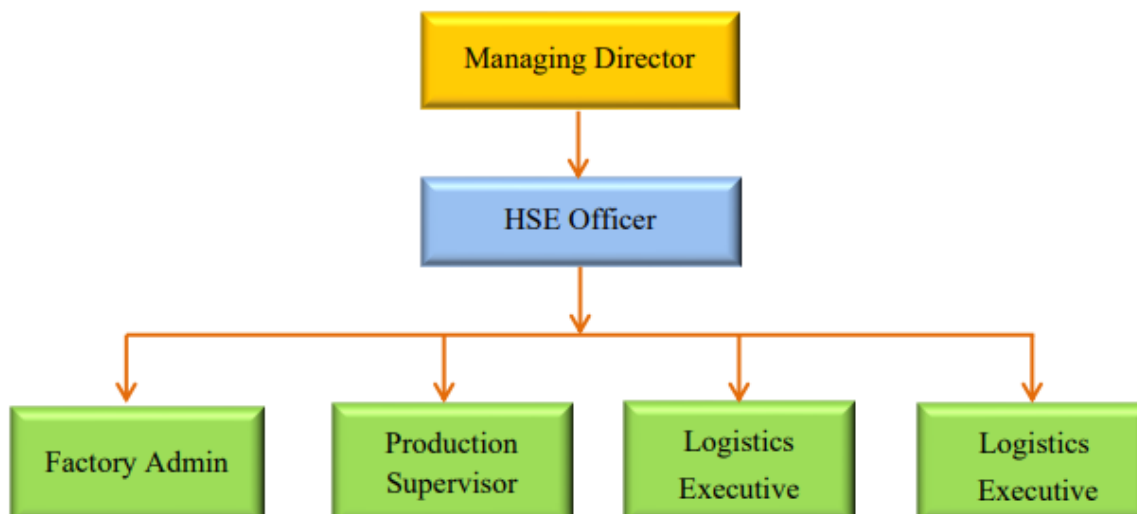 Managing Director
HSE Officer
Factory Admin
Production
Supervisor
Logistics
Executive
Logistics
Executive